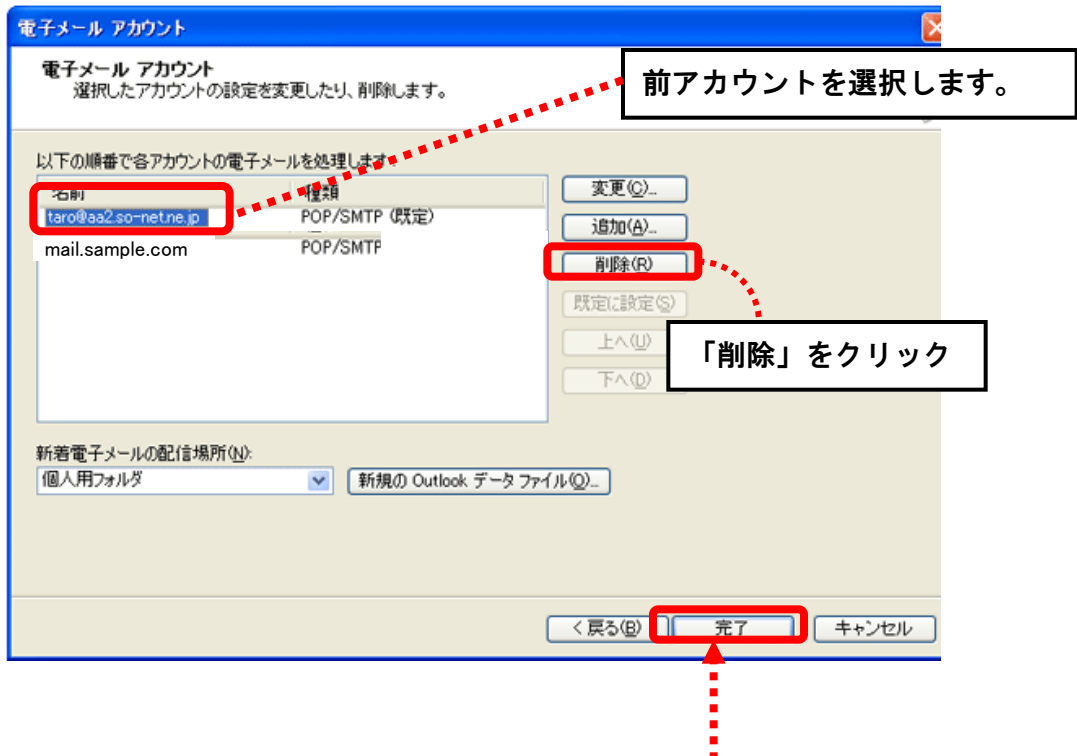 電子メール アカウント
電子メール アカウント
選択したアカウントの設定を変更したり、削除します。
前アカウントを選択します。
以下の順番で各アカウントの電子メールを処理します
名前 種類
taro@aa2.so-net.ne.jp POP/SMTP (既定)
mail.sample.com POP/SMTP
変更(C)...
追加(A)...
削除(R)
既定に設定(S)
上へ(U)
下へ(D)
「削除」をクリック
新着電子メールの配信場所(N):
個人用フォルダ 新規の Outlook データ ファイル(O)...
< 戻る(B) 完了 キャンセル